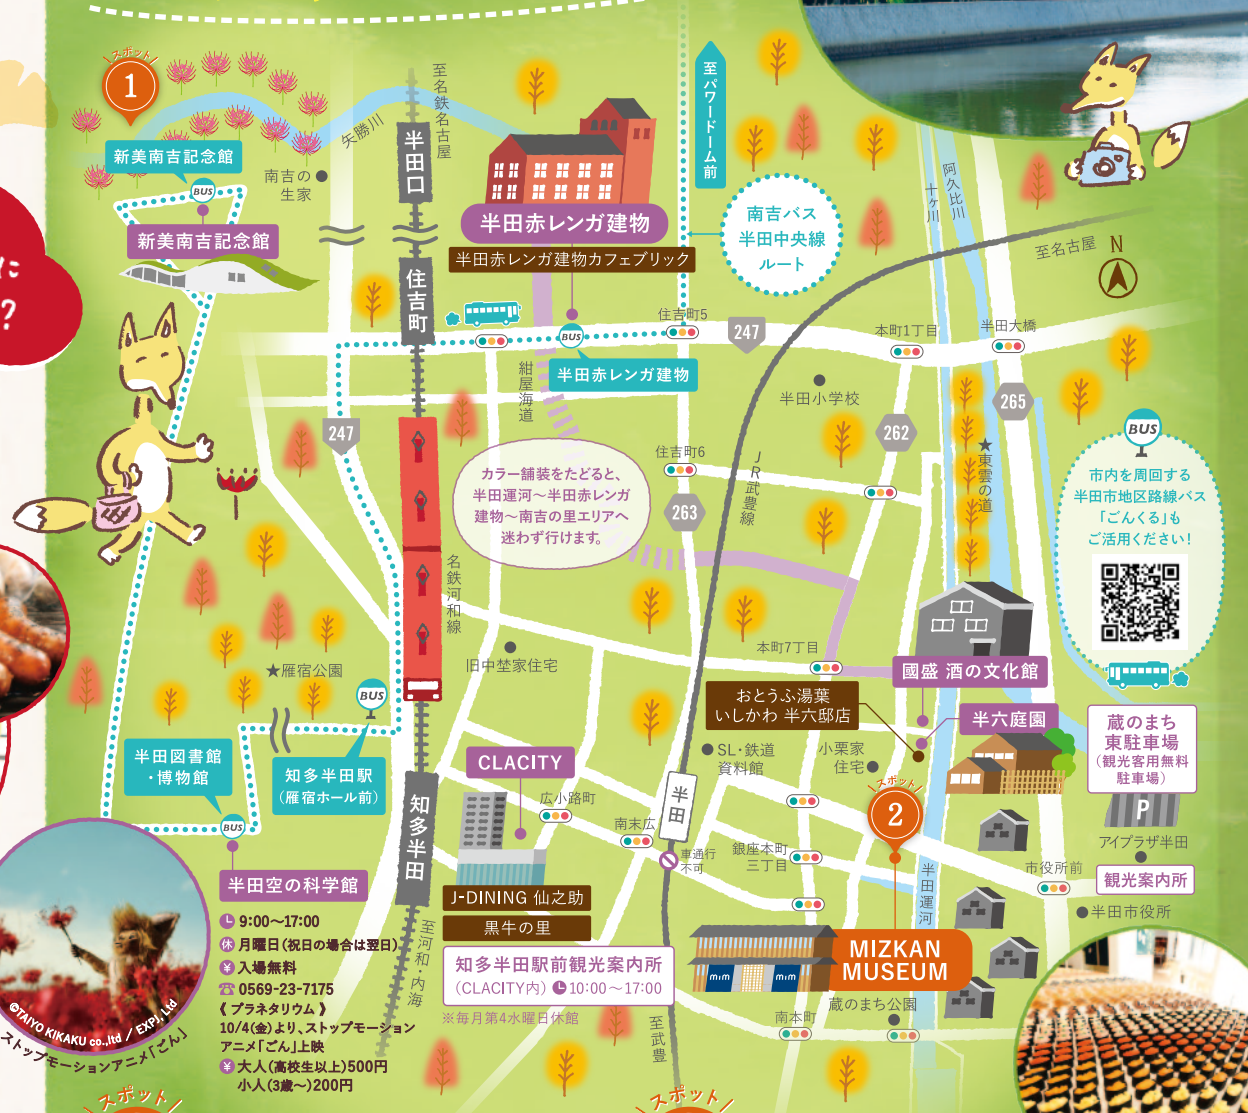 スポット
1
新美南吉記念館
BUS
新美南吉記念館
南吉の
生家
矢勝川
至名鉄名古屋
半田口
住吉町
半田赤レンガ建物
半田赤レンガ建物カフェブリック
至パワードーム前
南吉バス
半田中央線
ルート
十ヶ川
阿久比川
至名古屋
N
に
?
住吉町5
247
本町1丁目
半田大橋
BUS
半田赤レンガ建物
紺屋海道
半田小学校
265
262
247
カラー舗装をたどると、
半田運河～半田赤レンガ
建物～南吉の里エリアへ
迷わず行けます。
住吉町6
263
JR武豊線
★東雲の道
BUS
市内を周回する
半田市地区路線バス
「ごんくる」も
ご活用ください!
名鉄河和線
旧中埜家住宅
本町7丁目
國盛 酒の文化館
★雁宿公園
BUS
おとうふ湯葉
いしかわ 半六邸店
半六庭園
蔵のまち
東駐車場
(観光客用無料
駐車場)
P
半田図書館
・博物館
知多半田駅
(雁宿ホール前)
BUS
CLACITY
SL・鉄道
資料館
小栗家
住宅
スポット
2
半田
広小路町
南末広
車通行
不可
銀座本町
三丁目
知多半田
アイプラザ半田
市役所前
観光案内所
半田市役所
半田運河
半田空の科学館
9:00～17:00
休 月曜日(祝日の場合は翌日)
¥ 入場無料
0569-23-7175
《 プラネタリウム 》
10/4(金)より、ストップモーション
アニメ「ごん」上映
¥ 大人(高校生以上)500円
小人(3歳～)200円
J-DINING 仙之助
黒牛の里
知多半田駅前観光案内所
(CLACITY内) 10:00～17:00
※毎月第4水曜日休館
至河和・内海
至武豊
mim
mim
MIZKAN
MUSEUM
蔵のまち公園
南本町
©TAIYO KIKAKU co.,ltd / EXPJ, Ltd
ストップモーションアニメ「ごん」
スポット
スポット